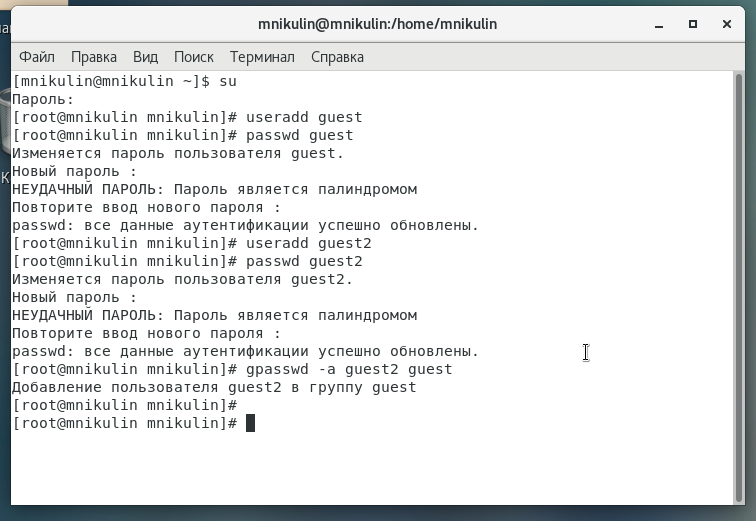 mnikulin@mnikulin:/home/mnikulin
Файл Правка Вид Поиск Терминал Справка
[mnikulin@mnikulin ~]$ su
Пароль:
[root@mnikulin mnikulin]# useradd guest
[root@mnikulin mnikulin]# passwd guest
Изменяется пароль пользователя guest.
Новый пароль :
НЕУДАЧНЫЙ ПАРОЛЬ: Пароль является палиндромом
Повторите ввод нового пароля :
passwd: все данные аутентификации успешно обновлены.
[root@mnikulin mnikulin]# useradd guest2
[root@mnikulin mnikulin]# passwd guest2
Изменяется пароль пользователя guest2.
Новый пароль :
НЕУДАЧНЫЙ ПАРОЛЬ: Пароль является палиндромом
Повторите ввод нового пароля :
passwd: все данные аутентификации успешно обновлены.
[root@mnikulin mnikulin]# gpasswd -a guest2 guest
Добавление пользователя guest2 в группу guest
[root@mnikulin mnikulin]#
[root@mnikulin mnikulin]#